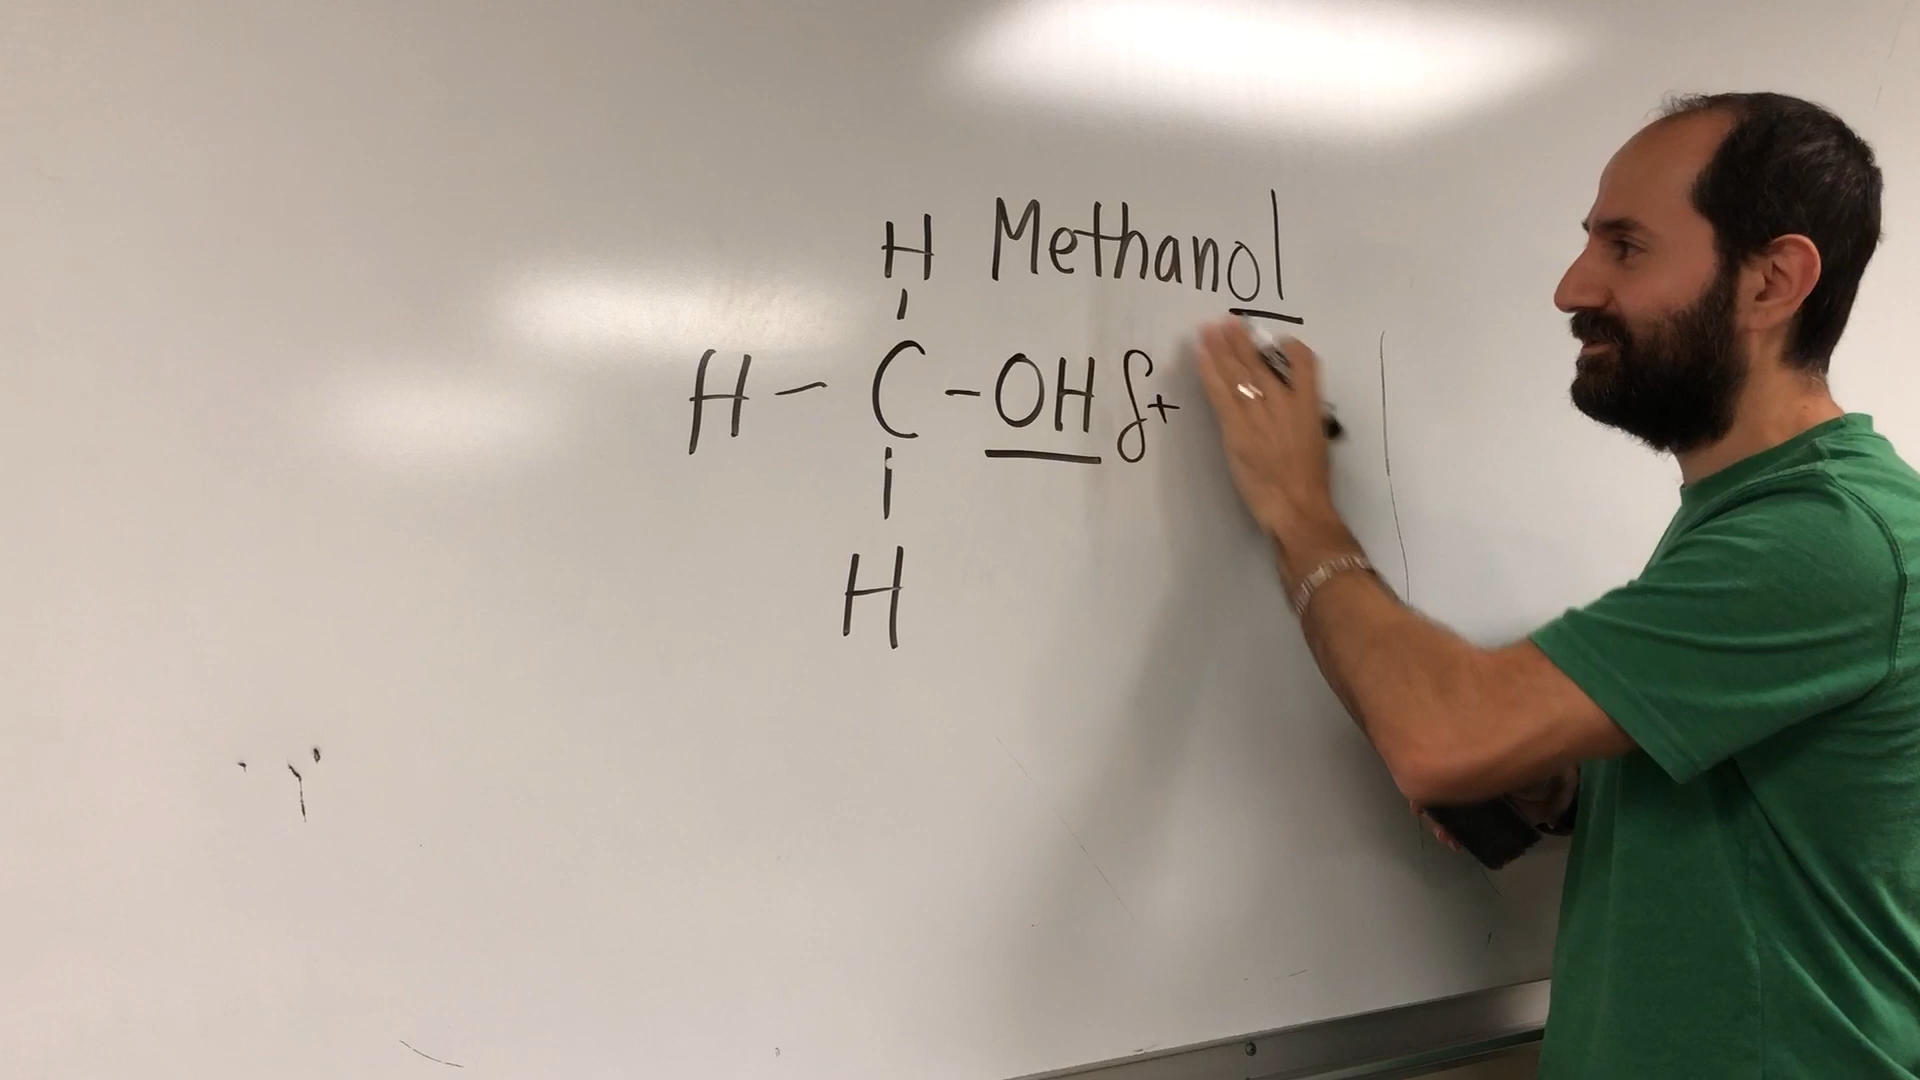 H Methanol
H - C - OH δ+
H